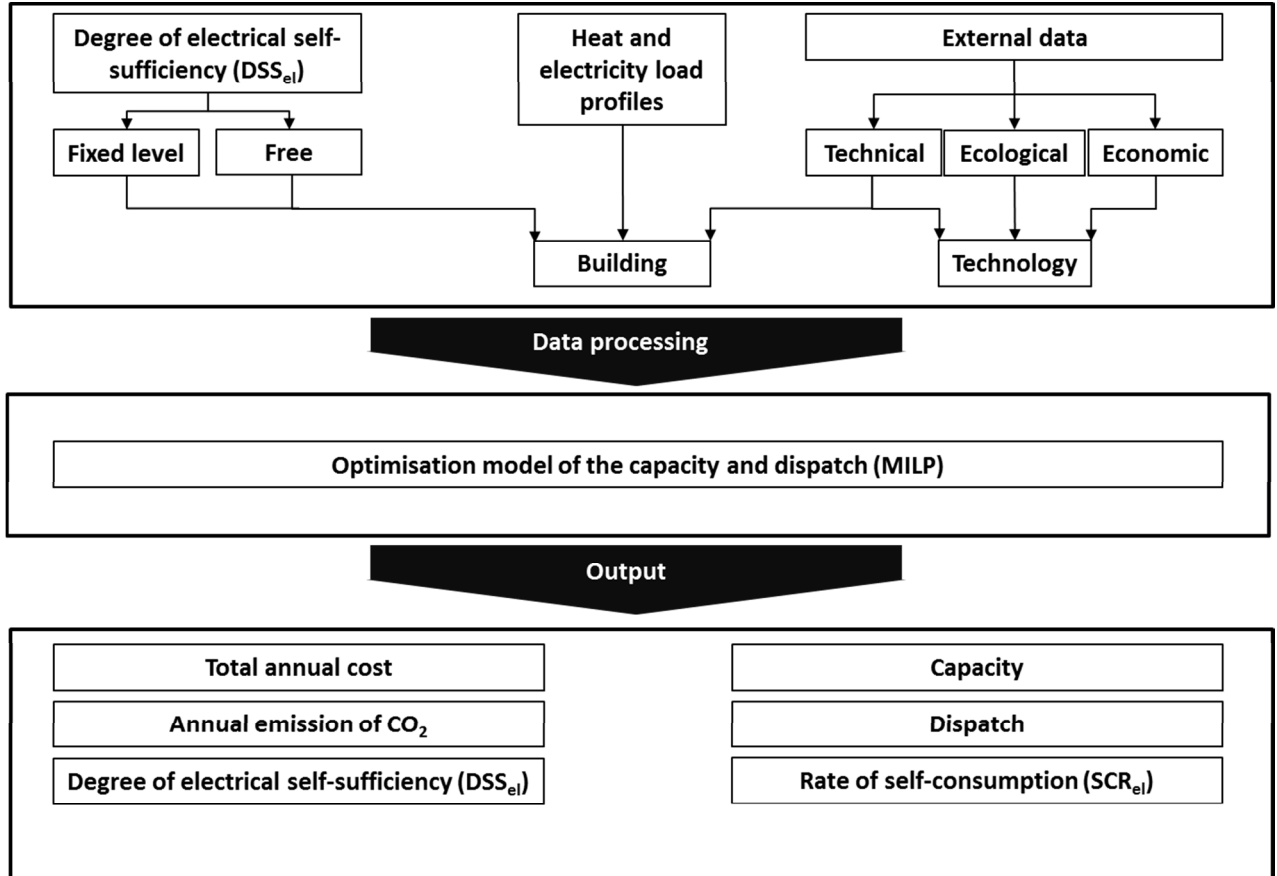 Degree of electrical self-
sufficiency (DSSel)
Heat and
electricity load
profiles
External data
Fixed level
Free
Technical
Ecological
Economic
Building
Technology
Data processing
Optimisation model of the capacity and dispatch (MILP)
Output
Total annual cost
Capacity
Annual emission of CO2
Dispatch
Degree of electrical self-sufficiency (DSSel)
Rate of self-consumption (SCRel)